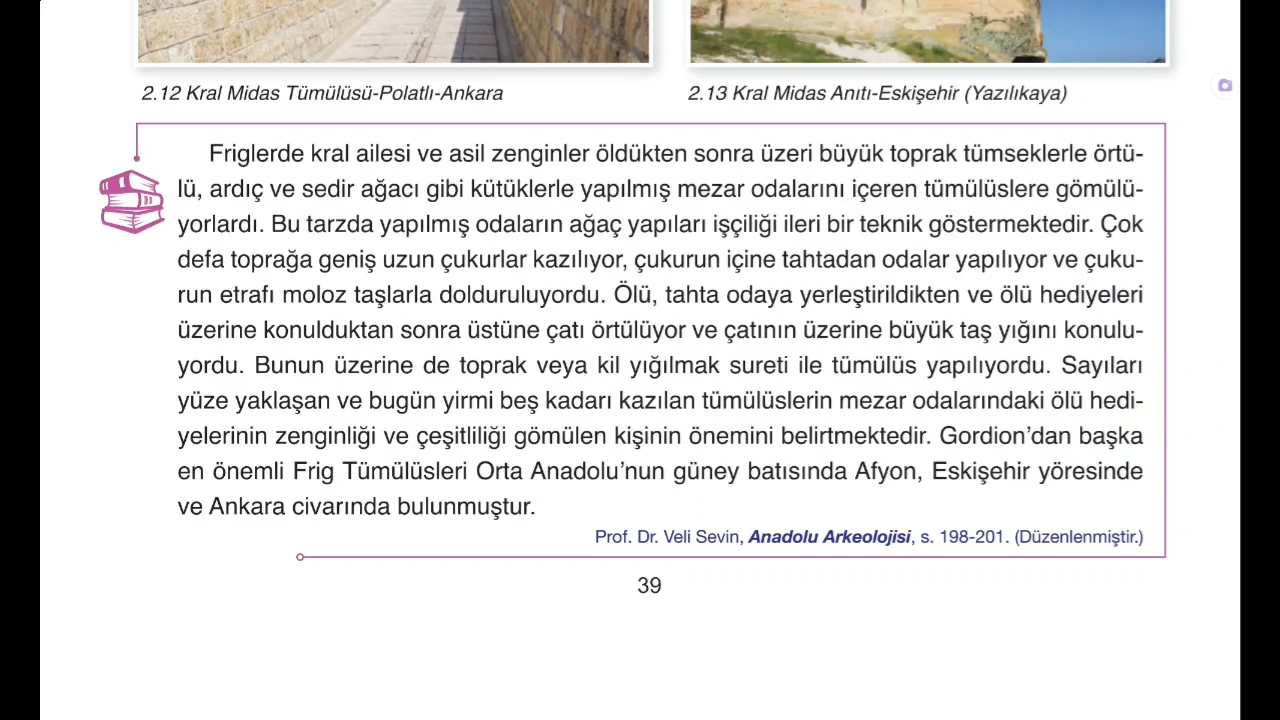 2.12 Kral Midas Tümülüsü-Polatlı-Ankara
2.13 Kral Midas Anıtı-Eskişehir (Yazılıkaya)
Friglerde kral ailesi ve asil zenginler öldükten sonra üzeri büyük toprak tümseklerle örtü-
lü, ardıç ve sedir ağacı gibi kütüklerle yapılmış mezar odalarını içeren tümülüslere gömülü-
yorlardı. Bu tarzda yapılmış odaların ağaç yapıları işçiliği ileri bir teknik göstermektedir. Çok
defa toprağa geniş uzun çukurlar kazılıyor, çukurun içine tahtadan odalar yapılıyor ve çuku-
run etrafı moloz taşlarla dolduruluyordu. Ölü, tahta odaya yerleştirildikten ve ölü hediyeleri
üzerine konulduktan sonra üstüne çatı örtülüyor ve çatının üzerine büyük taş yığını konulu-
yordu. Bunun üzerine de toprak veya kil yığılmak sureti ile tümülüs yapılıyordu. Sayıları
yüze yaklaşan ve bugün yirmi beş kadarı kazılan tümülüslerin mezar odalarındaki ölü hedi-
yelerinin zenginliği ve çeşitliliği gömülen kişinin önemini belirtmektedir. Gordion’dan başka
en önemli Frig Tümülüsleri Orta Anadolu’nun güney batısında Afyon, Eskişehir yöresinde
ve Ankara civarında bulunmuştur.
Prof. Dr. Veli Sevin, Anadolu Arkeolojisi, s. 198-201. (Düzenlenmiştir.)
39